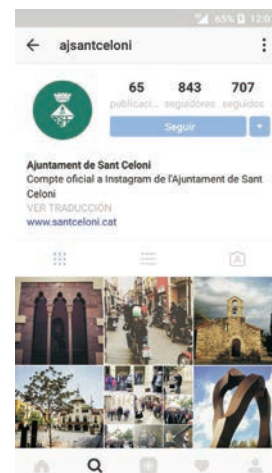 65% 12:0
ajsantceloni
65 843 707
publicaci... seguidores seguidos
Seguir
Ajuntament de Sant Celoni
Compte oficial a Instagram de l'Ajuntament de Sant
Celoni
VER TRADUCCIÓN
www.santceloni.cat